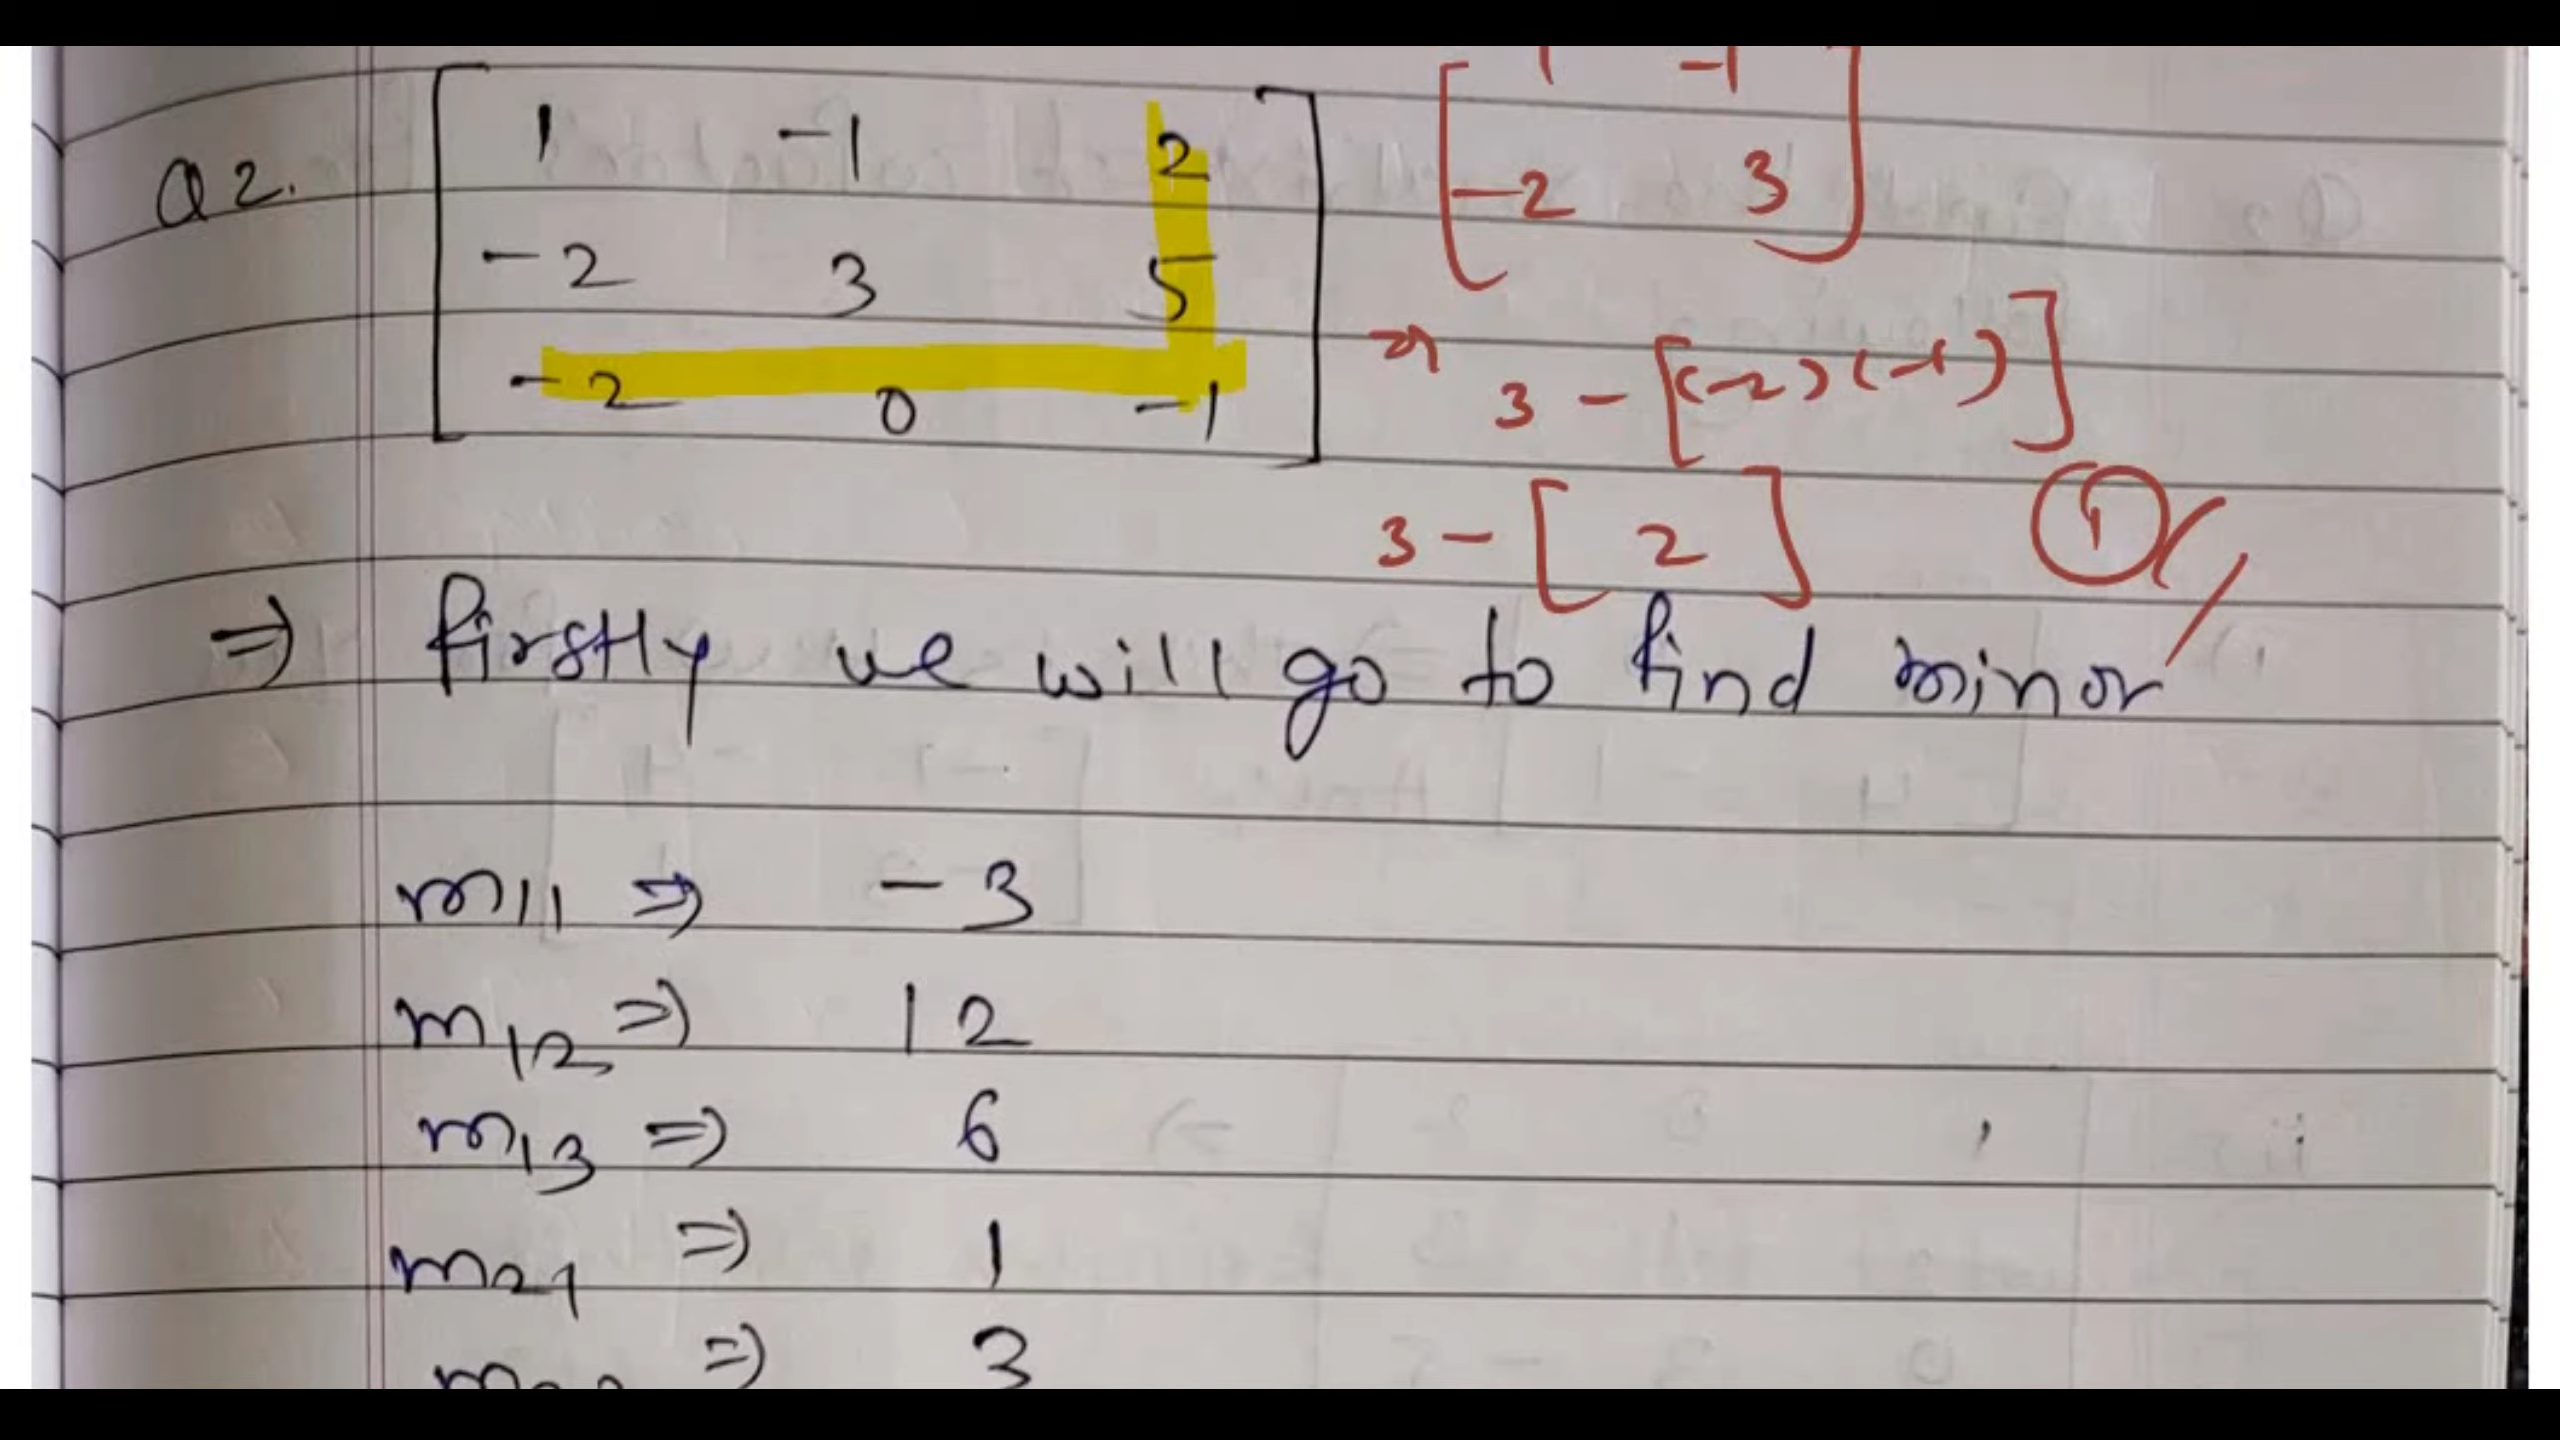 Q2.
1 -1 2
-2 3 5
-2 0 -1
1 -1
-2 3
⇒ 3 - [(-2)(-1)]
3 - [ 2 ] 1
⇒ firstly we will go to find minor
m11 ⇒ -3
m12 ⇒ 12
m13 ⇒ 6
m21 ⇒ 1
⇒ 3